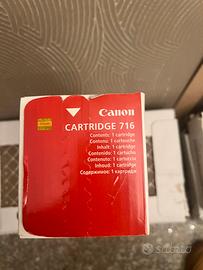 Canon
CARTRIDGE 716
Contents: 1 cartridge
Contenu: 1 cartouche
Inhalt: 1 cartridge
Contenido: 1 cartucho
Contenuto: 1 cartuccia
Inhoud: 1 cartridge
Содержимое: 1 картридж
subito